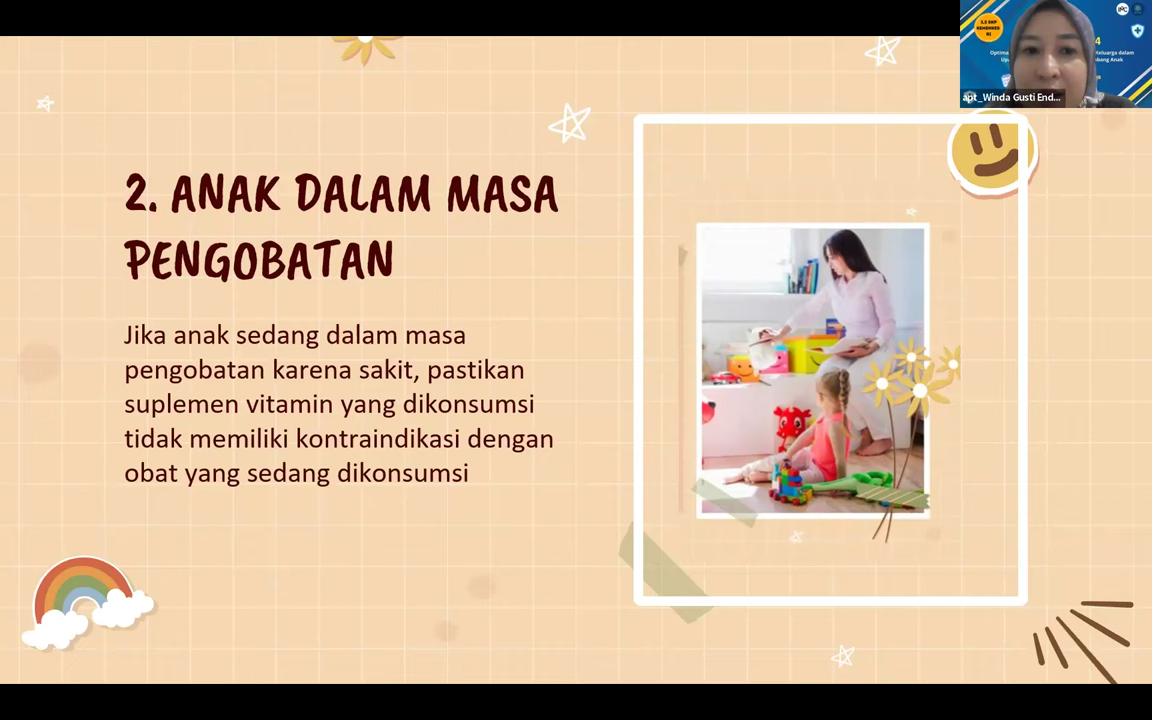 2. ANAK DALAM MASA
PENGOBATAN
Jika anak sedang dalam masa
pengobatan karena sakit, pastikan
suplemen vitamin yang dikonsumsi
tidak memiliki kontraindikasi dengan
obat yang sedang dikonsumsi
apt_Winda Gusti End...